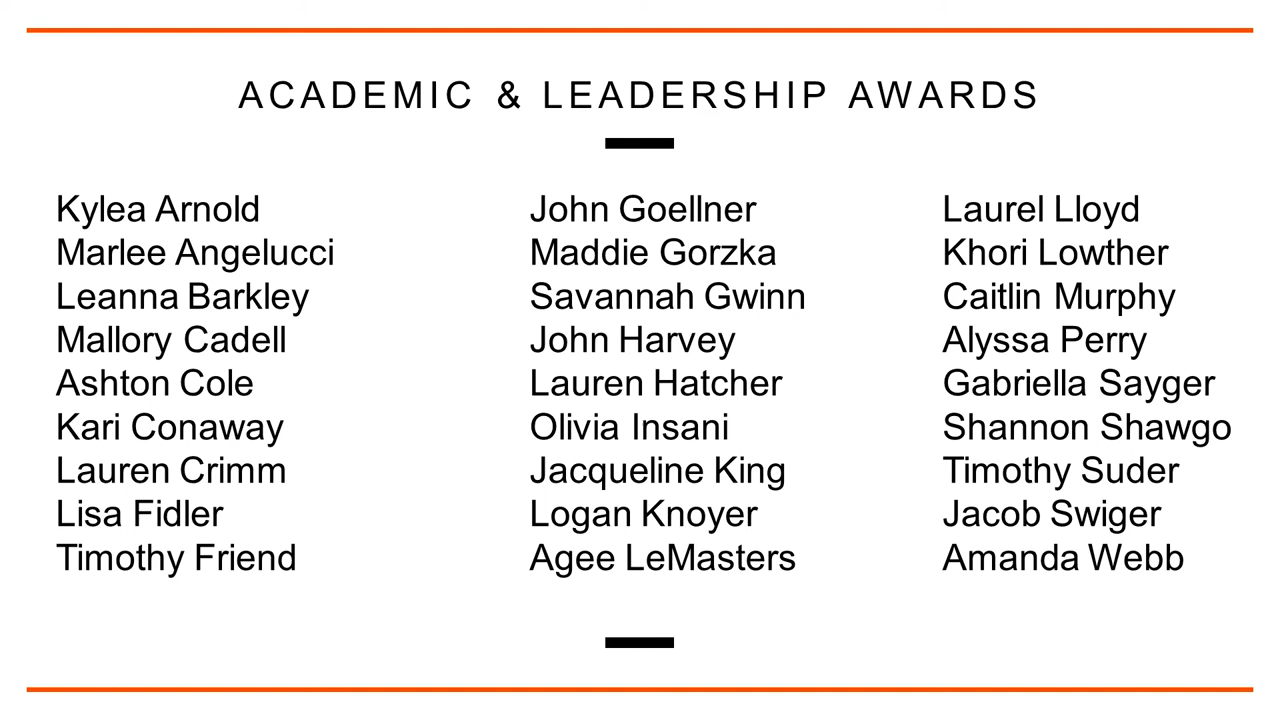 ACADEMIC & LEADERSHIP AWARDS
Kylea Arnold
Marlee Angelucci
Leanna Barkley
Mallory Cadell
Ashton Cole
Kari Conaway
Lauren Crimm
Lisa Fidler
Timothy Friend
John Goellner
Maddie Gorzka
Savannah Gwinn
John Harvey
Lauren Hatcher
Olivia Insani
Jacqueline King
Logan Knoyer
Agee LeMasters
Laurel Lloyd
Khori Lowther
Caitlin Murphy
Alyssa Perry
Gabriella Sayger
Shannon Shawgo
Timothy Suder
Jacob Swiger
Amanda Webb